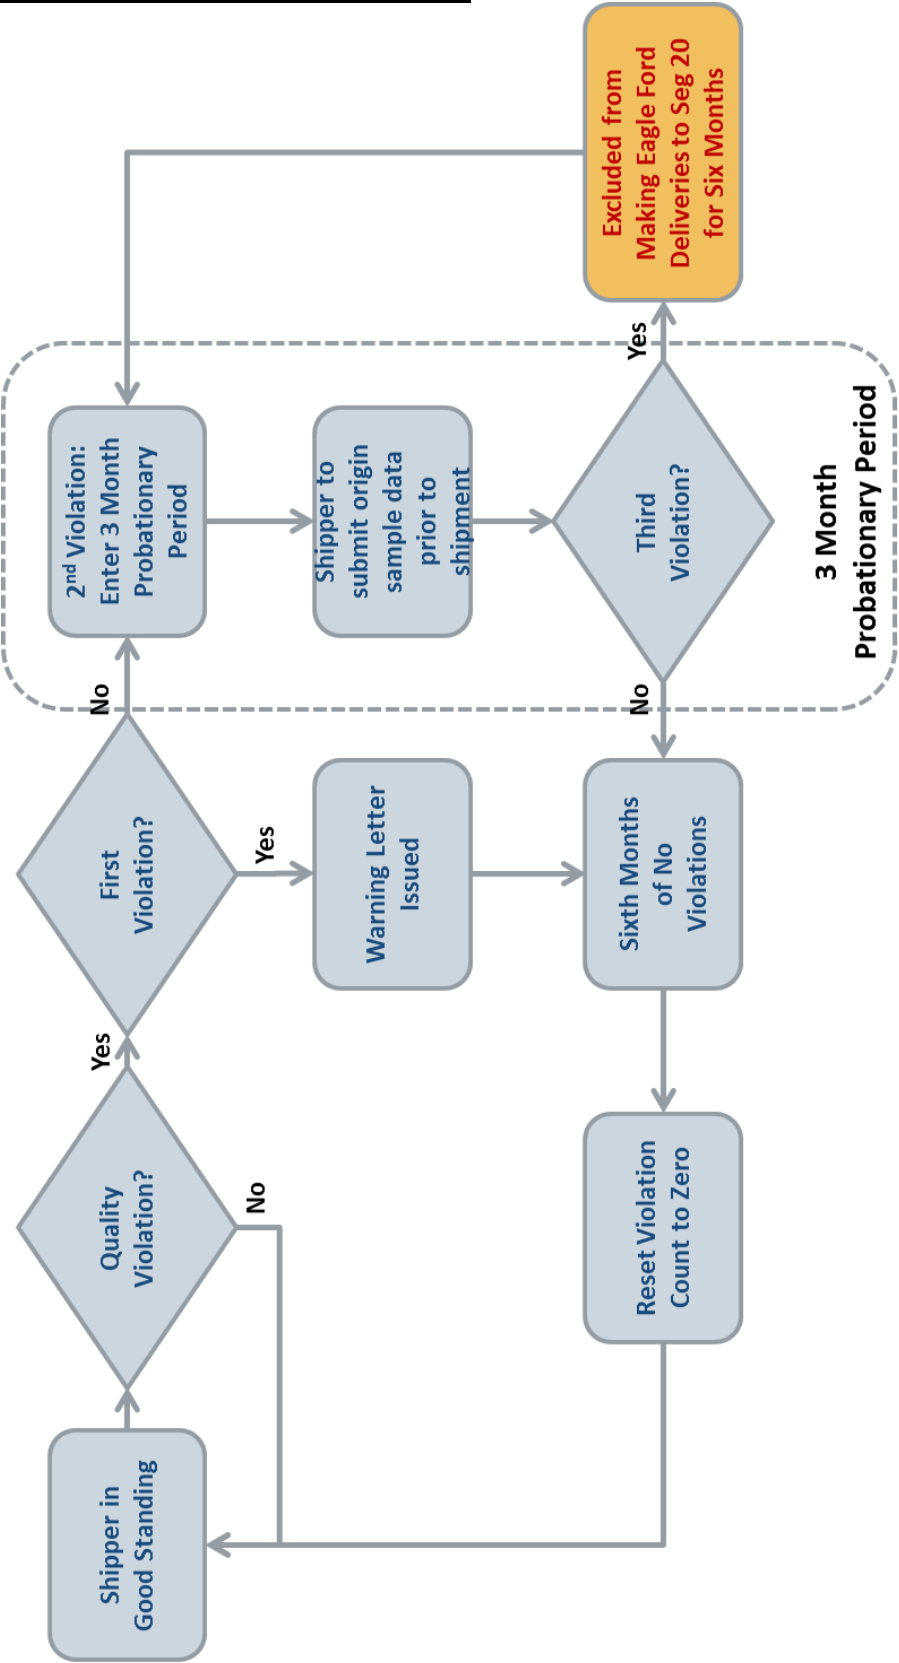 Shipper in
Good Standing
Quality
Violation?
Yes
No
First
Violation?
No
Yes
2nd Violation:
Enter 3 Month
Probationary
Period
Warning Letter
Issued
Shipper to
submit origin
sample data
prior to
shipment
Reset Violation
Count to Zero
Sixth Months
of No
Violations
No
Third
Violation?
Yes
Excluded from
Making Eagle Ford
Deliveries to Seg 20
for Six Months
3 Month
Probationary Period